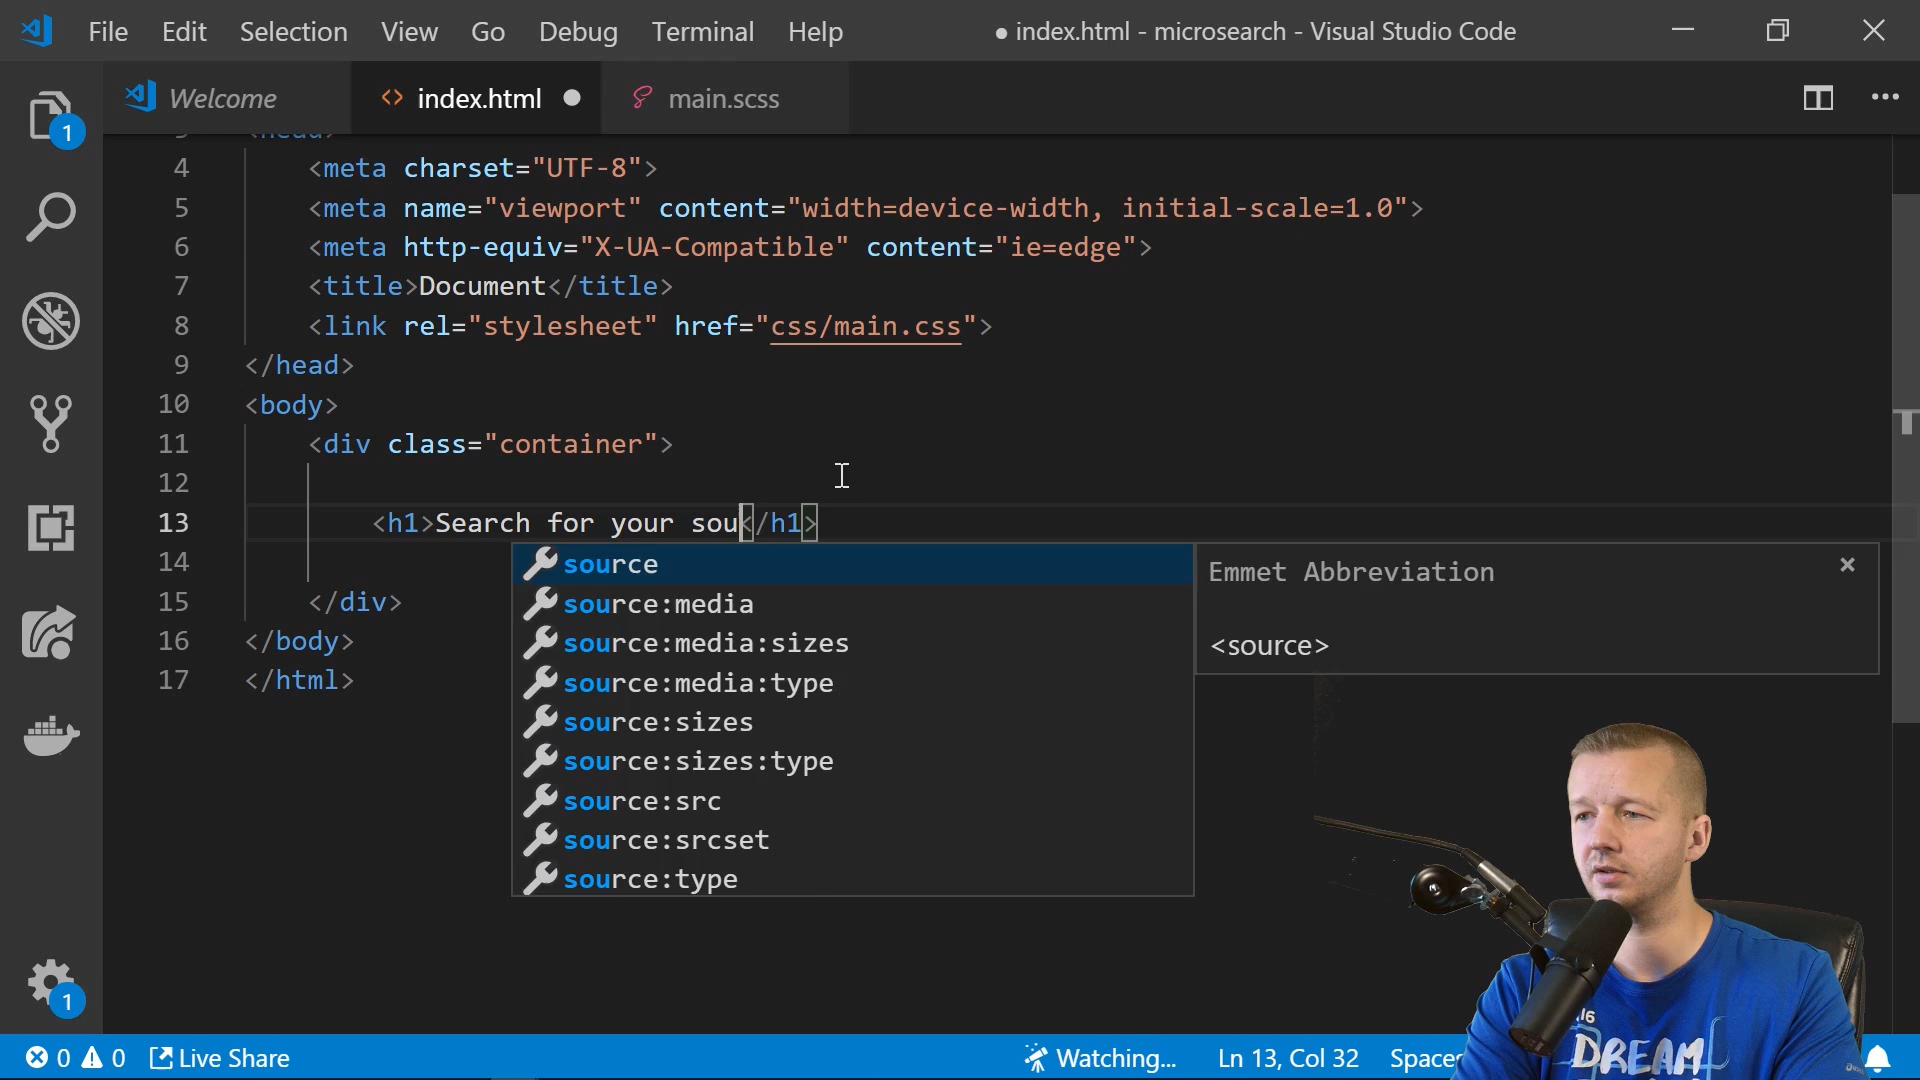 File Edit Selection View Go Debug Terminal Help ● index.html - microsearch - Visual Studio Code
Welcome <> index.html ● main.scss ...
1
4 <meta charset="UTF-8">
5 <meta name="viewport" content="width=device-width, initial-scale=1.0">
6 <meta http-equiv="X-UA-Compatible" content="ie=edge">
7 <title>Document</title>
8 <link rel="stylesheet" href="css/main.css">
9 </head>
10 <body>
11 <div class="container">
12
13 <h1>Search for your sou</h1>
14
15 </div>
16 </body>
17 </html>
source
source:media
source:media:sizes
source:media:type
source:sizes
source:sizes:type
source:src
source:srcset
source:type
Emmet Abbreviation ×
<source>
1
DREAM
0 0 Live Share Watching... Ln 13, Col 32